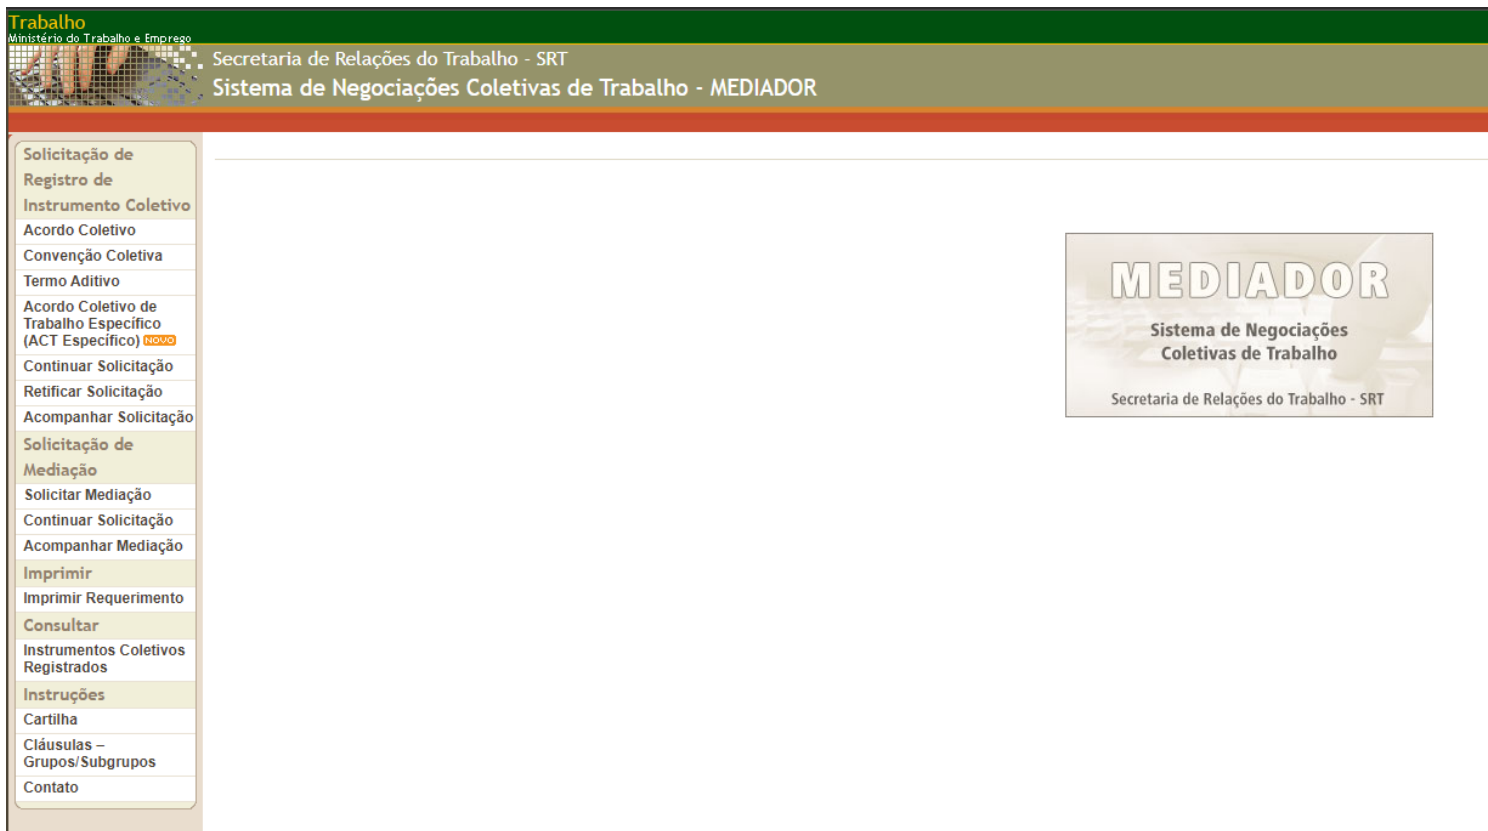 Trabalho
Ministério do Trabalho e Emprego
Secretaria de Relações do Trabalho - SRT
Sistema de Negociações Coletivas de Trabalho - MEDIADOR
Solicitação de
Registro de
Instrumento Coletivo
Acordo Coletivo
Convenção Coletiva
Termo Aditivo
Acordo Coletivo de
Trabalho Específico
(ACT Específico) NOVO
Continuar Solicitação
Retificar Solicitação
Acompanhar Solicitação
Solicitação de
Mediação
Solicitar Mediação
Continuar Solicitação
Acompanhar Mediação
Imprimir
Imprimir Requerimento
Consultar
Instrumentos Coletivos
Registrados
Instruções
Cartilha
Cláusulas –
Grupos/Subgrupos
Contato
MEDIADOR
Sistema de Negociações
Coletivas de Trabalho
Secretaria de Relações do Trabalho - SRT